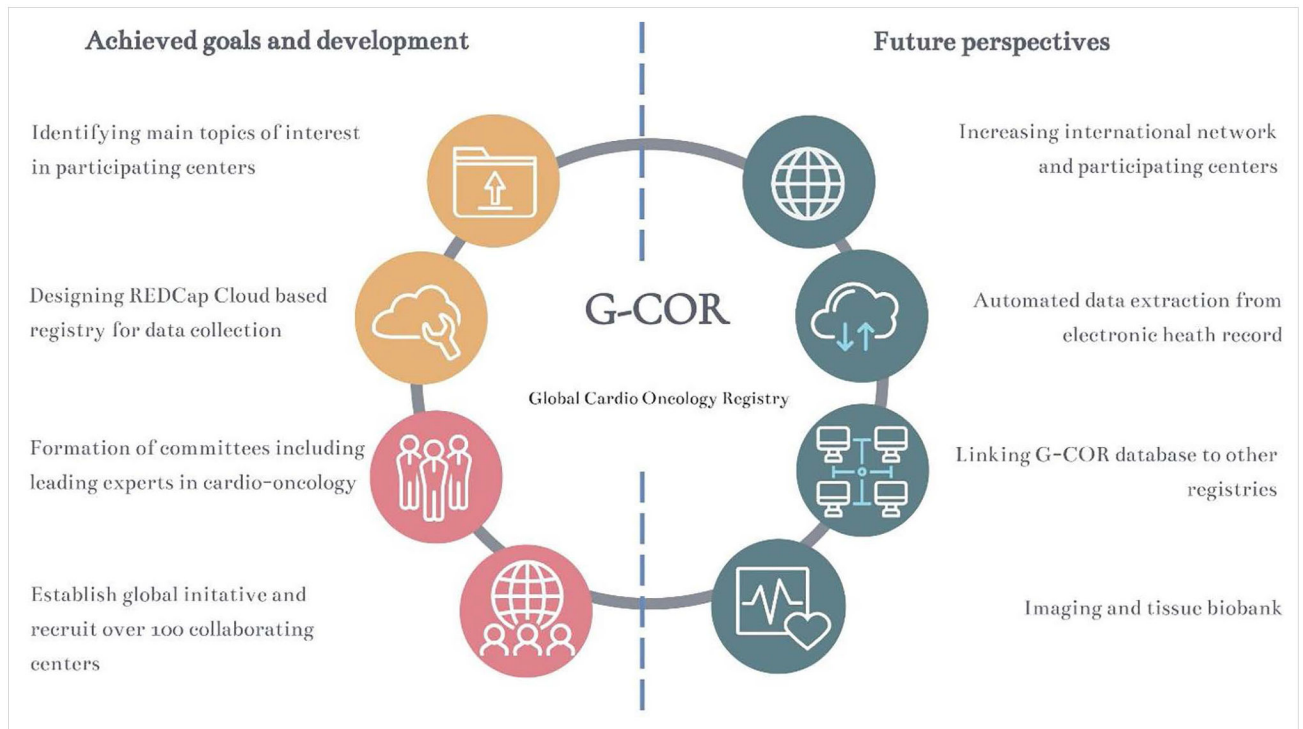 Achieved goals and development
Identifying main topics of interest
in participating centers
Designing REDCap Cloud based
registry for data collection
Formation of committees including
leading experts in cardio-oncology
Establish global initative and
recruit over 100 collaborating
centers
G-COR
Global Cardio Oncology Registry
Future perspectives
Increasing international network
and participating centers
Automated data extraction from
electronic heath record
Linking G-COR database to other
registries
Imaging and tissue biobank